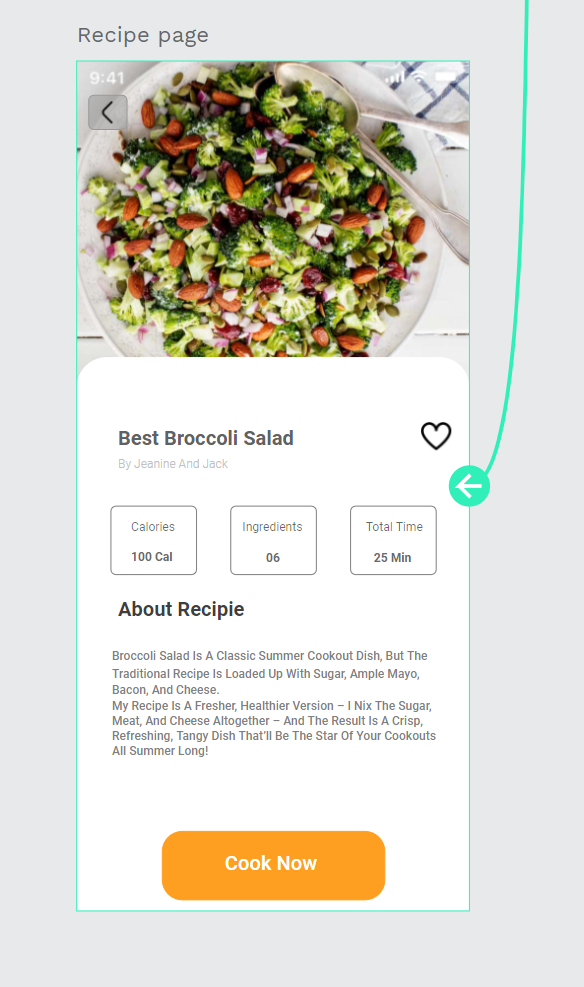 Recipe page
9:41
Best Broccoli Salad
By Jeanine And Jack
Calories
100 Cal
Ingredients
06
Total Time
25 Min
About Recipie
Broccoli Salad Is A Classic Summer Cookout Dish, But The
Traditional Recipe Is Loaded Up With Sugar, Ample Mayo,
Bacon, And Cheese.
My Recipe Is A Fresher, Healthier Version – I Nix The Sugar,
Meat, And Cheese Altogether – And The Result Is A Crisp,
Refreshing, Tangy Dish That'll Be The Star Of Your Cookouts
All Summer Long!
Cook Now